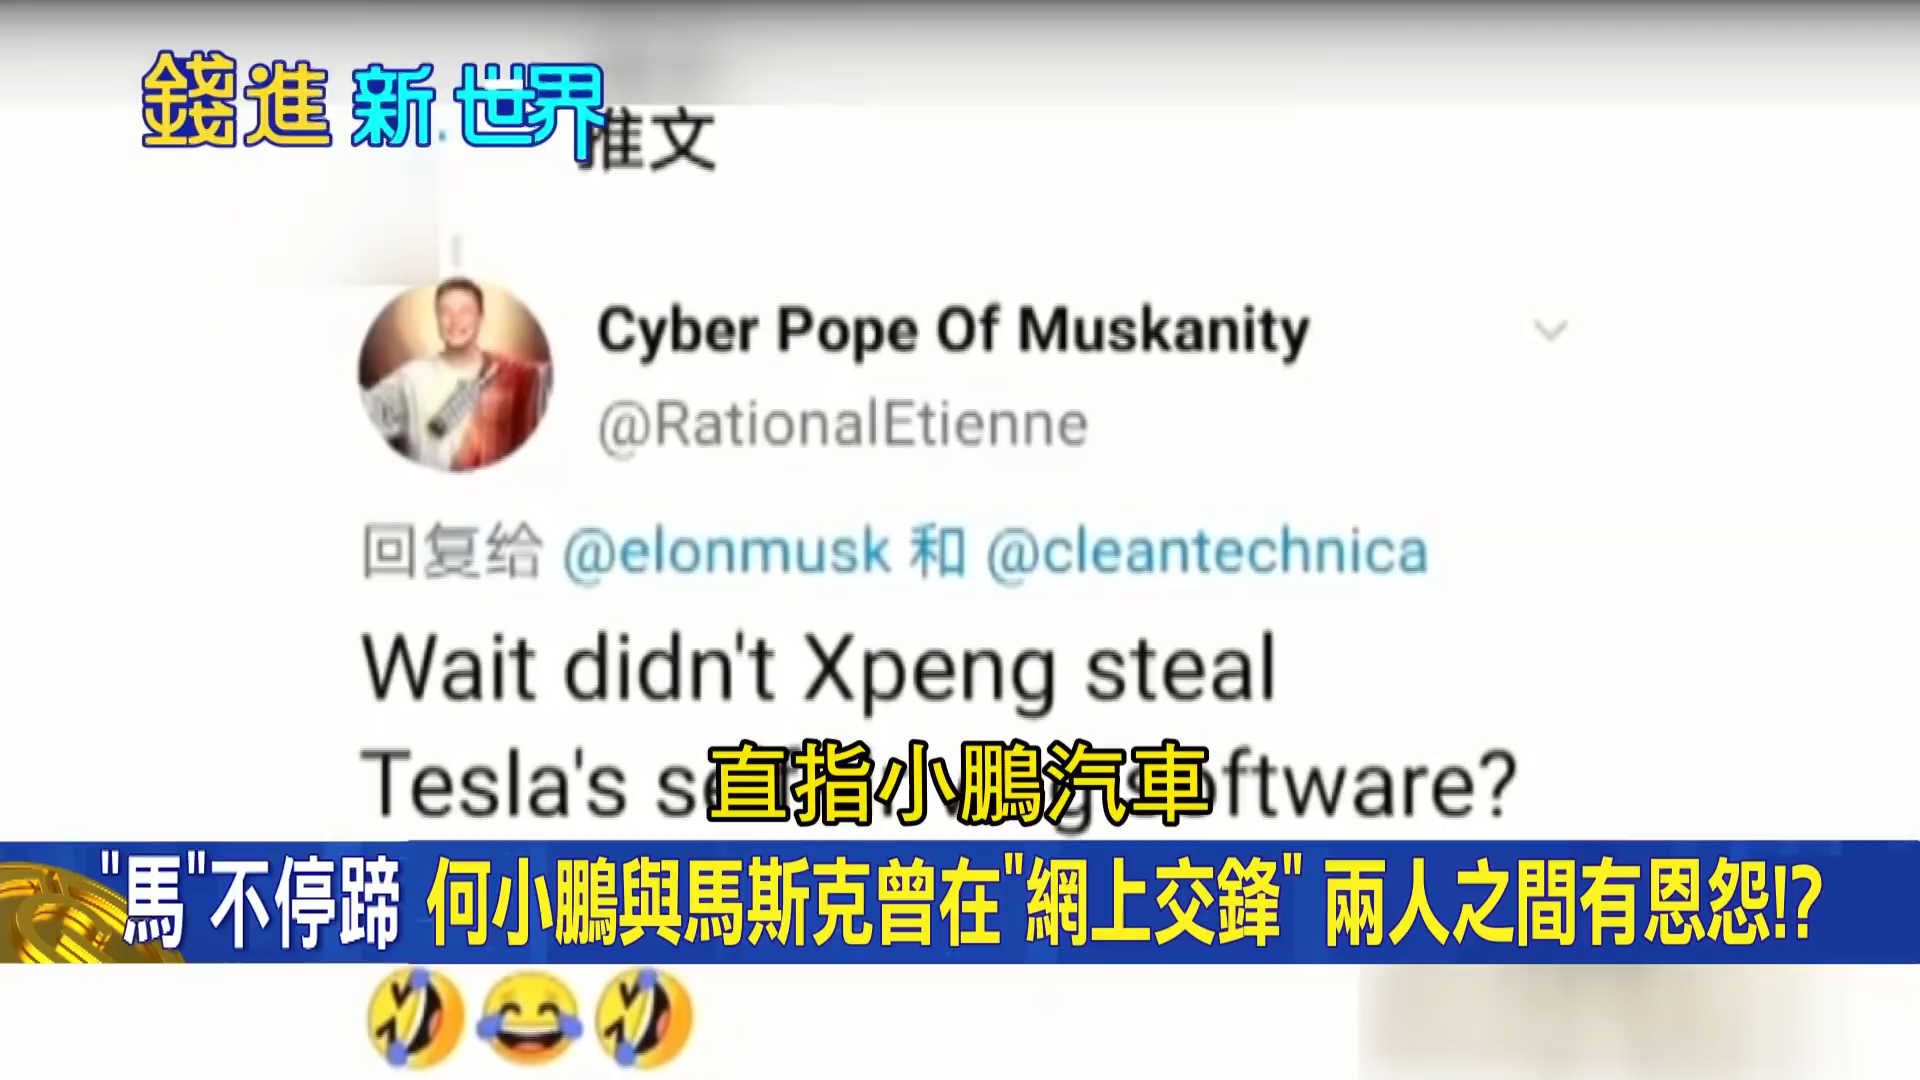 錢進 新世界
推文
Cyber Pope Of Muskanity
@RationalEtienne
回复给 @elonmusk 和 @cleantechnica
Wait didn't Xpeng steal
Tesla's software?
直指小鵬汽車
"馬"不停蹄 何小鵬與馬斯克曾在"網上交鋒" 兩人之間有恩怨!?
🤣😂🤣